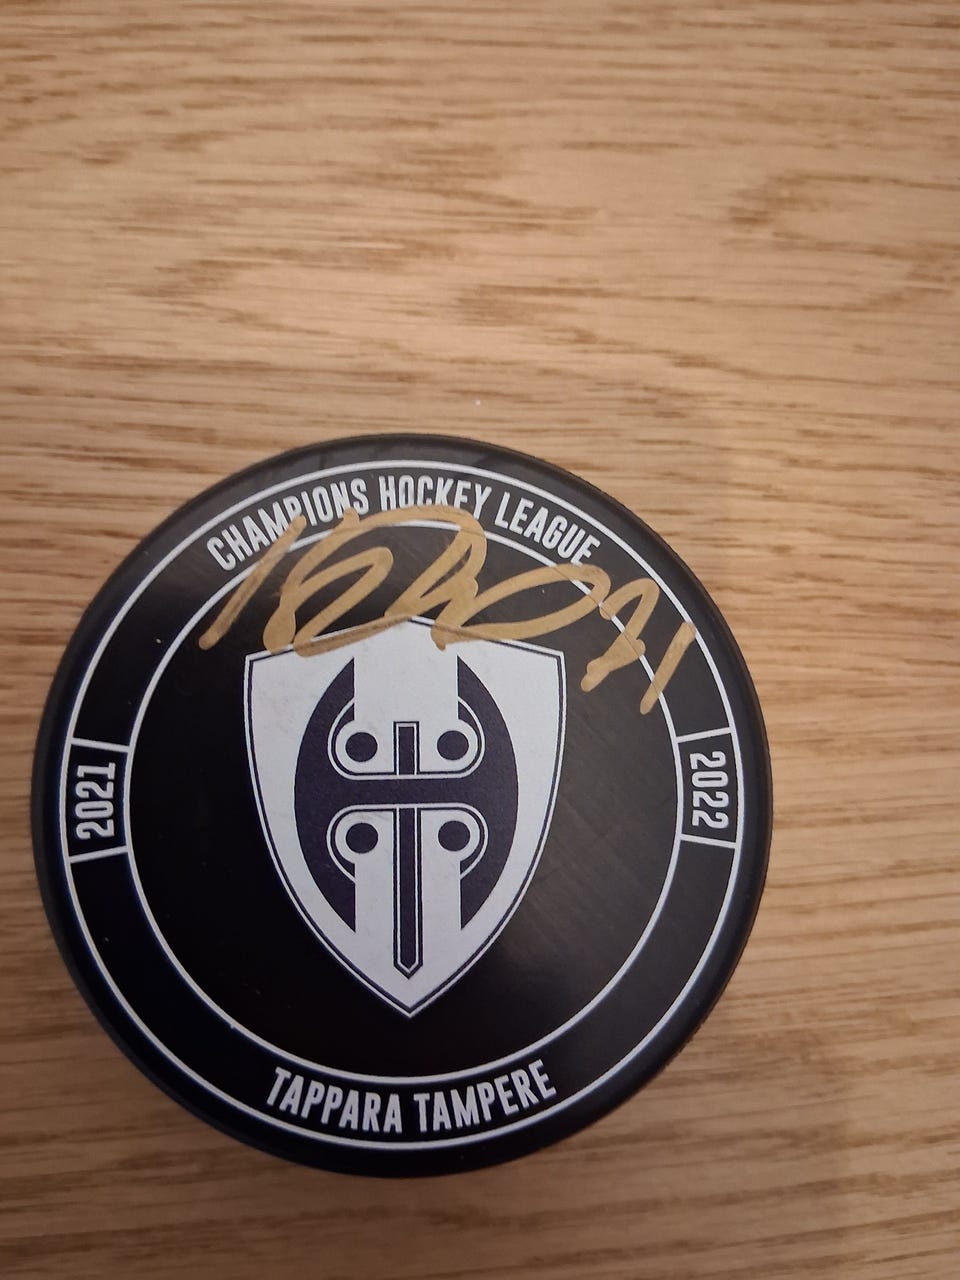 CHAMPIONS HOCKEY LEAGUE
2021
2022
TAPPARA TAMPERE